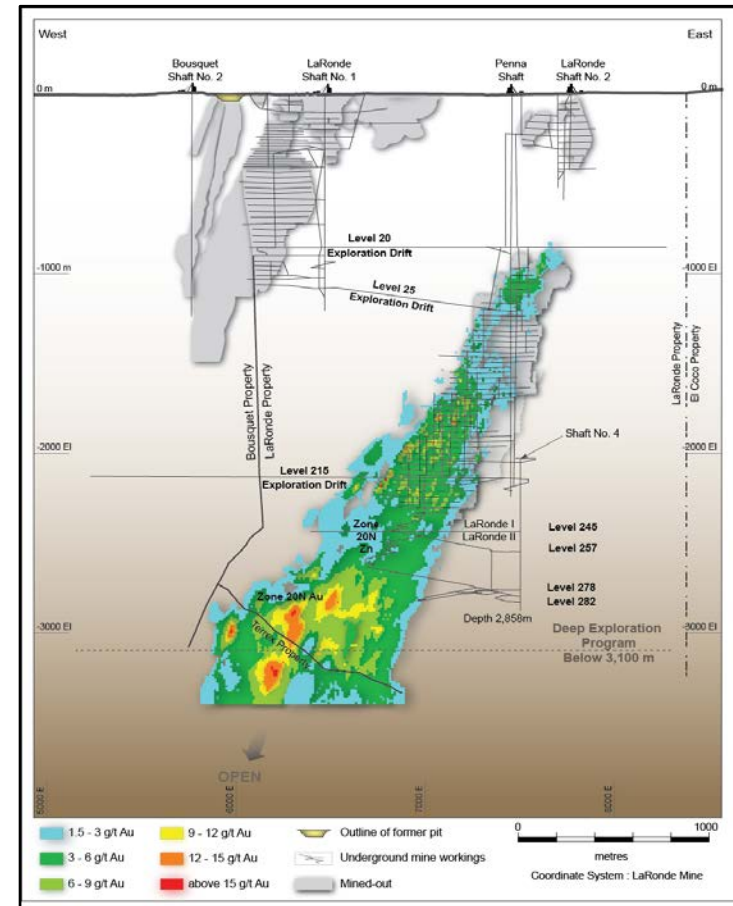 West
East
Bousquet
Shaft No. 2
LaRonde
Shaft No. 1
Penna
Shaft
LaRonde
Shaft No. 2
0 m
0 m
Level 20
Exploration Drift
-1000 m
-4000 El
Level 25
Exploration Drift
Bousquet Property
LaRonde Property
LaRonde Property
El Coco Property
Shaft No. 4
-2000 El
-2000 El
Level 215
Exploration Drift
Zone
20N
Zn
LaRonde I
LaRonde II
Level 245
Level 257
Level 278
Level 282
Zone 20N Au
Terrex Property
Depth 2,858m
-3000 El
-3000 El
Deep Exploration
Program
Below 3,100 m
OPEN
5000 E
6000 E
7000 E
8000 E
1.5 - 3 g/t Au
3 - 6 g/t Au
6 - 9 g/t Au
9 - 12 g/t Au
12 - 15 g/t Au
above 15 g/t Au
Outline of former pit
Underground mine workings
Mined-out
0
1000
metres
Coordinate System : LaRonde Mine